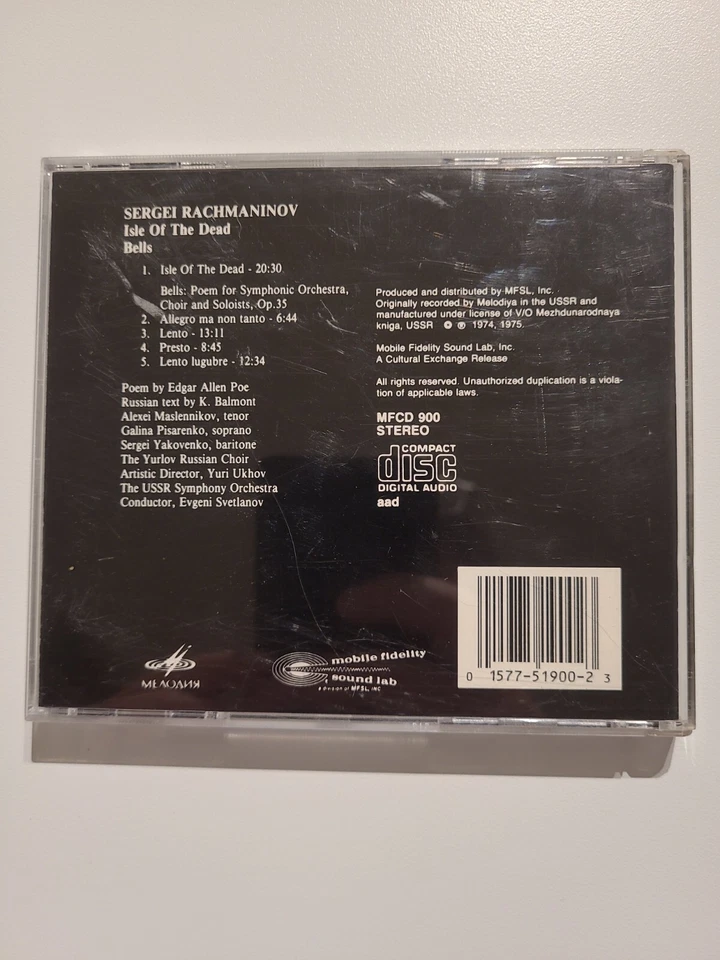 SERGEI RACHMANINOV
Isle Of The Dead
Bells
1. Isle Of The Dead - 20:30
Bells: Poem for Symphonic Orchestra,
Choir and Soloists, Op.35
2. Allegro ma non tanto - 6:44
3. Lento - 13:11
4. Presto - 8:45
5. Lento lugubre - 12:34
Poem by Edgar Allen Poe
Russian text by K. Balmont
Alexei Maslennikov, tenor
Galina Pisarenko, soprano
Sergei Yakovenko, baritone
The Yurlov Russian Choir
Artistic Director, Yuri Ukhov
The USSR Symphony Orchestra
Conductor, Evgeni Svetlanov
Produced and distributed by MFSL, Inc.
Originally recorded by Melodiya in the USSR and
manufactured under license of V/O Mezhdunarodnaya
kniga, USSR © ℗ 1974, 1975.
Mobile Fidelity Sound Lab, Inc.
A Cultural Exchange Release
All rights reserved. Unauthorized duplication is a viola-
tion of applicable laws.
MFCD 900
STEREO
COMPACT
disc
DIGITAL AUDIO
aad
МЕЛОДИЯ
mobile fidelity
sound lab
a division of MFSL, INC
0 1577-51900-2 3